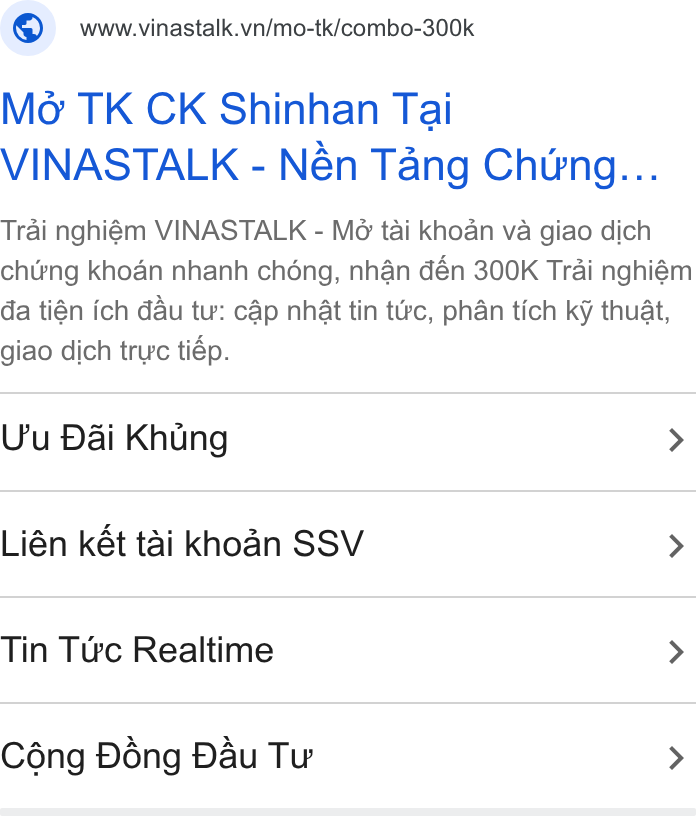 www.vinastalk.vn/mo-tk/combo-300k
Mở TK CK Shinhan Tại
VINASTALK - Nền Tảng Chứng...
Trải nghiệm VINASTALK - Mở tài khoản và giao dịch
chứng khoán nhanh chóng, nhận đến 300K Trải nghiệm
đa tiện ích đầu tư: cập nhật tin tức, phân tích kỹ thuật,
giao dịch trực tiếp.
Ưu Đãi Khủng
Liên kết tài khoản SSV
Tin Tức Realtime
Cộng Đồng Đầu Tư